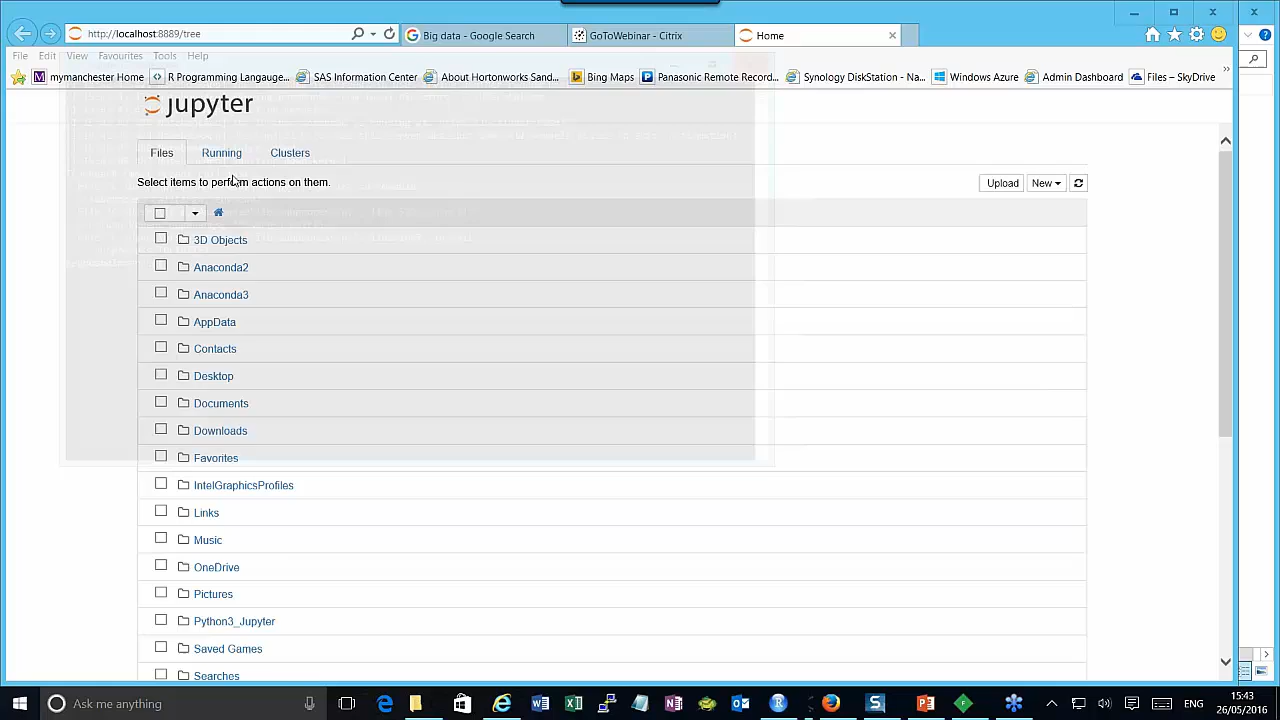 http://localhost:8889/tree
Big data - Google Search
GoToWebinar - Citrix
Home
File Edit View Favourites Tools Help
mymanchester Home
R Programming Langauge...
SAS Information Center
About Hortonworks Sand...
Bing Maps
Panasonic Remote Record...
Synology DiskStation - Na...
Windows Azure
Admin Dashboard
Files – SkyDrive
jupyter
Files
Running
Clusters
Select items to perform actions on them.
Upload
New
3D Objects
Anaconda2
Anaconda3
AppData
Contacts
Desktop
Documents
Downloads
Favorites
IntelGraphicsProfiles
Links
Music
OneDrive
Pictures
Python3_Jupyter
Saved Games
Searches
Ask me anything
ENG
15:43
26/05/2016